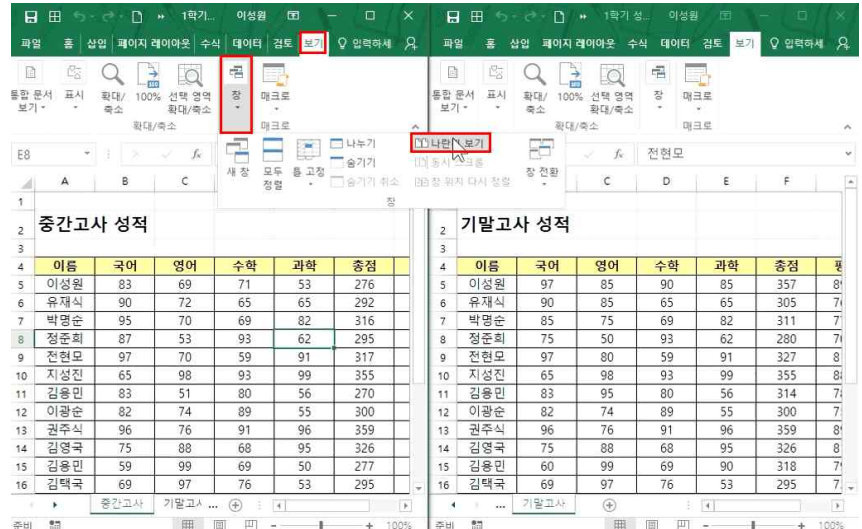 1학기... 이성원
파일 홈 삽입 페이지 레이아웃 수식 데이터 검토 보기 입력하세
통합 문서 보기 표시 확대/축소 100% 선택 영역 확대/축소 창 매크로
확대/축소 매크로
E8 fx
새 창 모두 정렬 틀 고정 나누기 숨기기 숨기기 취소 나란히 보기 동시 스크롤 창 위치 다시 정렬 창 전환
창
A B C
1
2 중간고사 성적
3
4 이름 국어 영어 수학 과학 총점
5 이성원 83 69 71 53 276
6 유재식 90 72 65 65 292
7 박명순 95 70 69 82 316
8 정준희 87 53 93 62 295
9 전현모 97 70 59 91 317
10 지성진 65 98 93 99 355
11 김용민 83 51 80 56 270
12 이광순 82 74 89 55 300
13 권주식 96 76 91 96 359
14 김영국 75 88 68 95 326
15 김용민 59 99 69 50 277
16 김택국 69 97 76 53 295
중간고사 기말고사 ...
준비 100%
1학기 성... 이성원
파일 홈 삽입 페이지 레이아웃 수식 데이터 검토 보기 입력하세
통합 문서 보기 표시 확대/축소 100% 선택 영역 확대/축소 창 매크로
확대/축소 매크로
fx 전현모
C D E F
2 기말고사 성적
3
4 이름 국어 영어 수학 과학 총점
5 이성원 97 85 90 85 357
6 유재식 90 85 65 65 305
7 박명순 85 75 69 82 311
8 정준희 75 50 93 62 280
9 전현모 97 80 59 91 327
10 지성진 65 98 93 99 355
11 김용민 83 95 80 56 314
12 이광순 82 74 89 55 300
13 권주식 96 76 91 96 359
14 김영국 75 88 68 95 326
15 김용민 60 99 69 90 318
16 김택국 69 97 76 53 295
... 기말고사
준비 100%